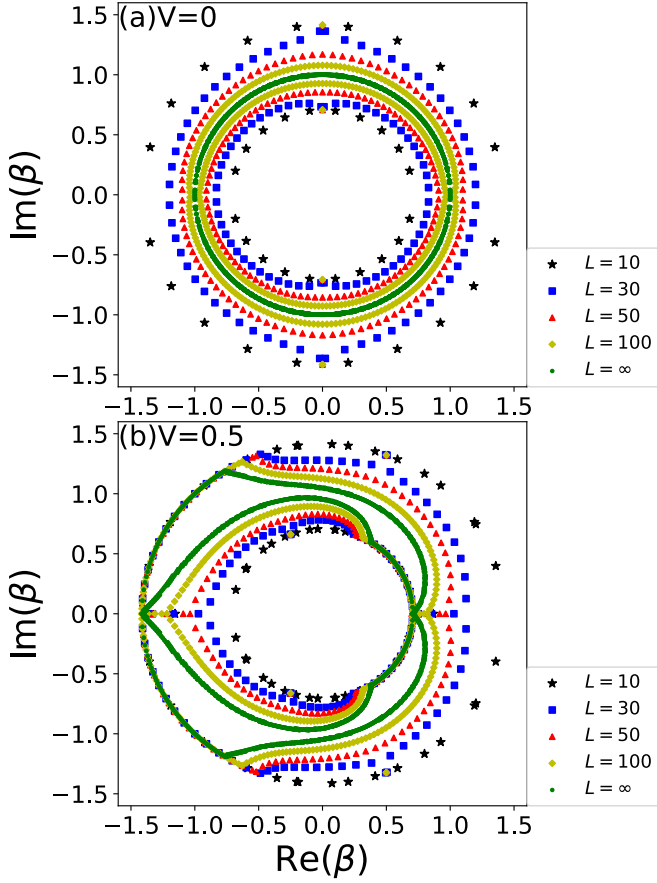 (a)V=0
1.5
1.0
0.5
0.0
−0.5
−1.0
−1.5
Im(β)
−1.5 −1.0 −0.5 0.0 0.5 1.0 1.5
L = 10
L = 30
L = 50
L = 100
L = ∞
(b)V=0.5
1.5
1.0
0.5
0.0
−0.5
−1.0
−1.5
Im(β)
−1.5 −1.0 −0.5 0.0 0.5 1.0 1.5
Re(β)
L = 10
L = 30
L = 50
L = 100
L = ∞